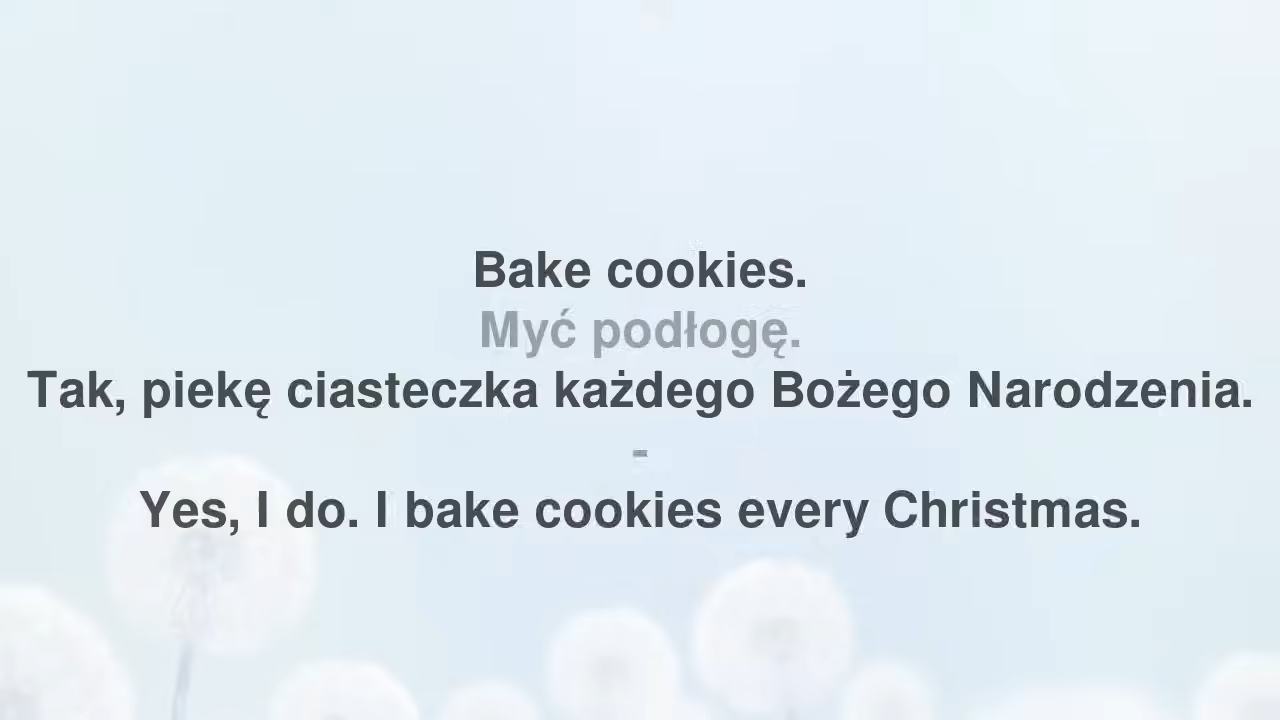 Bake cookies.
Myć podłogę.
Tak, piekę ciasteczka każdego Bożego Narodzenia.
-
Yes, I do. I bake cookies every Christmas.